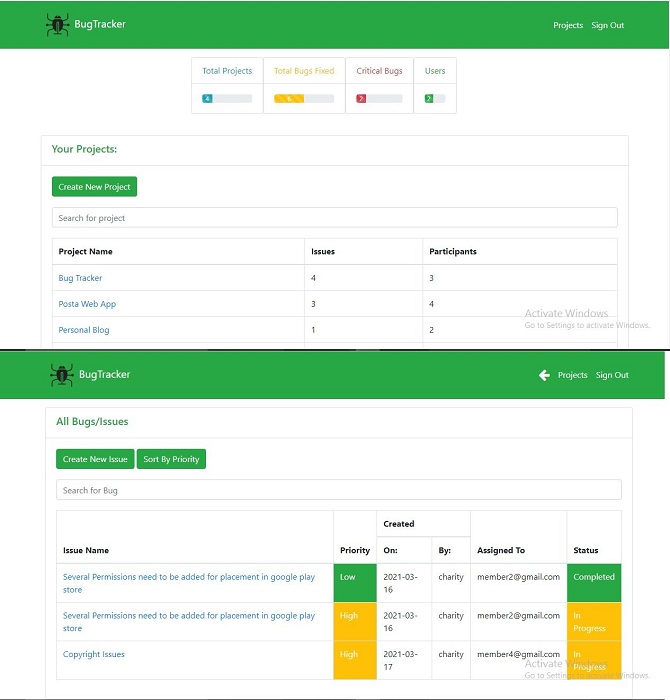 BugTracker
Projects Sign Out
Total Projects Total Bugs Fixed Critical Bugs Users
4 2 2
Your Projects:
Create New Project
Search for project
Project Name Issues Participants
Bug Tracker 4 3
Posta Web App 3 4
Personal Blog 1 2
Activate Windows
Go to Settings to activate Windows.
BugTracker
Projects Sign Out
All Bugs/Issues
Create New Issue Sort By Priority
Search for Bug
Created
Issue Name Priority On: By: Assigned To Status
Several Permissions need to be added for placement in google play Low 2021-03- charity member2@gmail.com Completed
store 16
Several Permissions need to be added for placement in google play High 2021-03- charity member2@gmail.com In
store 16 Progress
Copyright Issues High 2021-03- charity member4@gmail.com In
17 Progress
Activate Windows
Go to Settings to activate Windows.